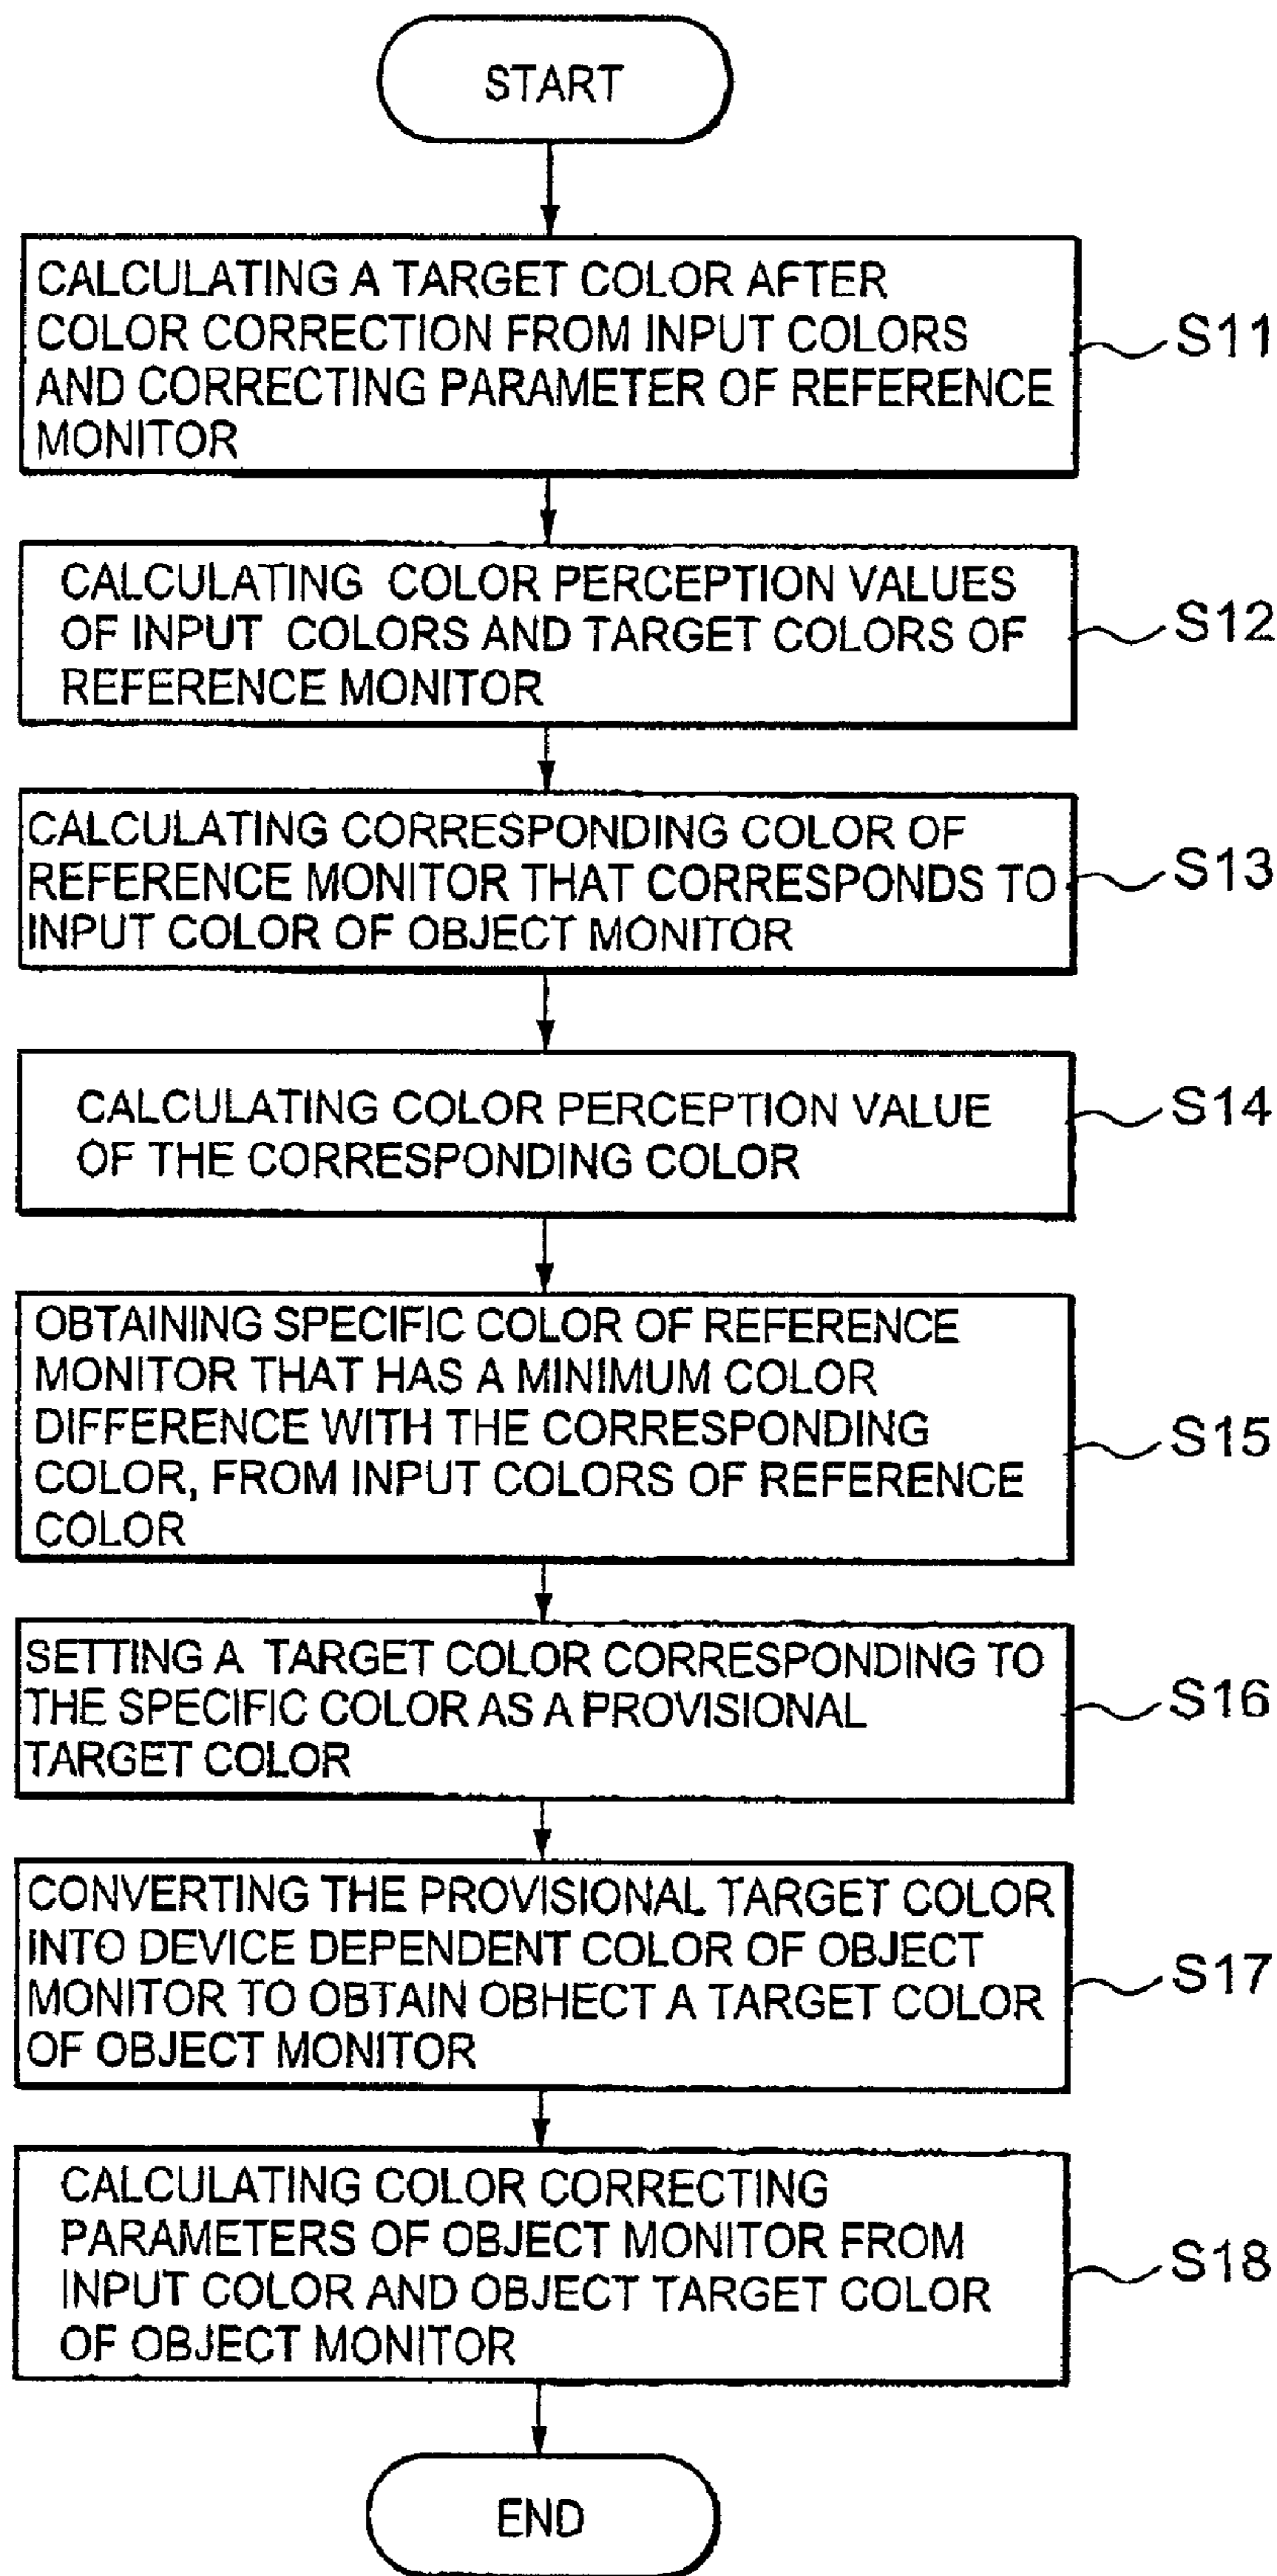 START
CALCULATING A TARGET COLOR AFTER
COLOR CORRECTION FROM INPUT COLORS
AND CORRECTING PARAMETER OF REFERENCE
MONITOR
S11
CALCULATING COLOR PERCEPTION VALUES
OF INPUT COLORS AND TARGET COLORS OF
REFERENCE MONITOR
S12
CALCULATING CORRESPONDING COLOR OF
REFERENCE MONITOR THAT CORRESPONDS TO
INPUT COLOR OF OBJECT MONITOR
S13
CALCULATING COLOR PERCEPTION VALUE
OF THE CORRESPONDING COLOR
S14
OBTAINING SPECIFIC COLOR OF REFERENCE
MONITOR THAT HAS A MINIMUM COLOR
DIFFERENCE WITH THE CORRESPONDING
COLOR, FROM INPUT COLORS OF REFERENCE
COLOR
S15
SETTING A TARGET COLOR CORRESPONDING TO
THE SPECIFIC COLOR AS A PROVISIONAL
TARGET COLOR
S16
CONVERTING THE PROVISIONAL TARGET COLOR
INTO DEVICE DEPENDENT COLOR OF OBJECT
MONITOR TO OBTAIN OBHECT A TARGET COLOR
OF OBJECT MONITOR
S17
CALCULATING COLOR CORRECTING
PARAMETERS OF OBJECT MONITOR FROM
INPUT COLOR AND OBJECT TARGET COLOR
OF OBJECT MONITOR
S18
END